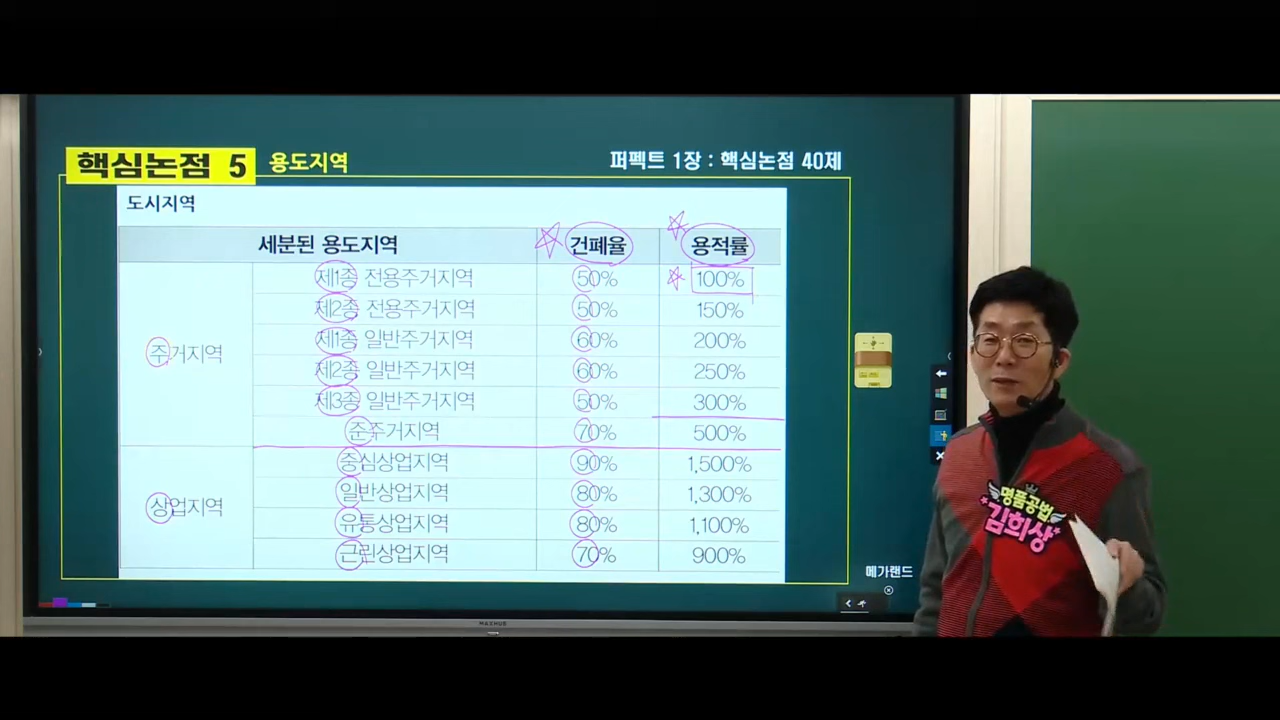 핵심논점 5 용도지역 퍼펙트 1장 : 핵심논점 40제
도시지역
세분된 용도지역 건폐율 용적률
주거지역
제1종 전용주거지역 50% 100%
제2종 전용주거지역 50% 150%
제1종 일반주거지역 60% 200%
제2종 일반주거지역 60% 250%
제3종 일반주거지역 50% 300%
준주거지역 70% 500%
상업지역
중심상업지역 90% 1,500%
일반상업지역 80% 1,300%
유통상업지역 80% 1,100%
근린상업지역 70% 900%
명품공법
김희상
메가랜드
MAXHUB